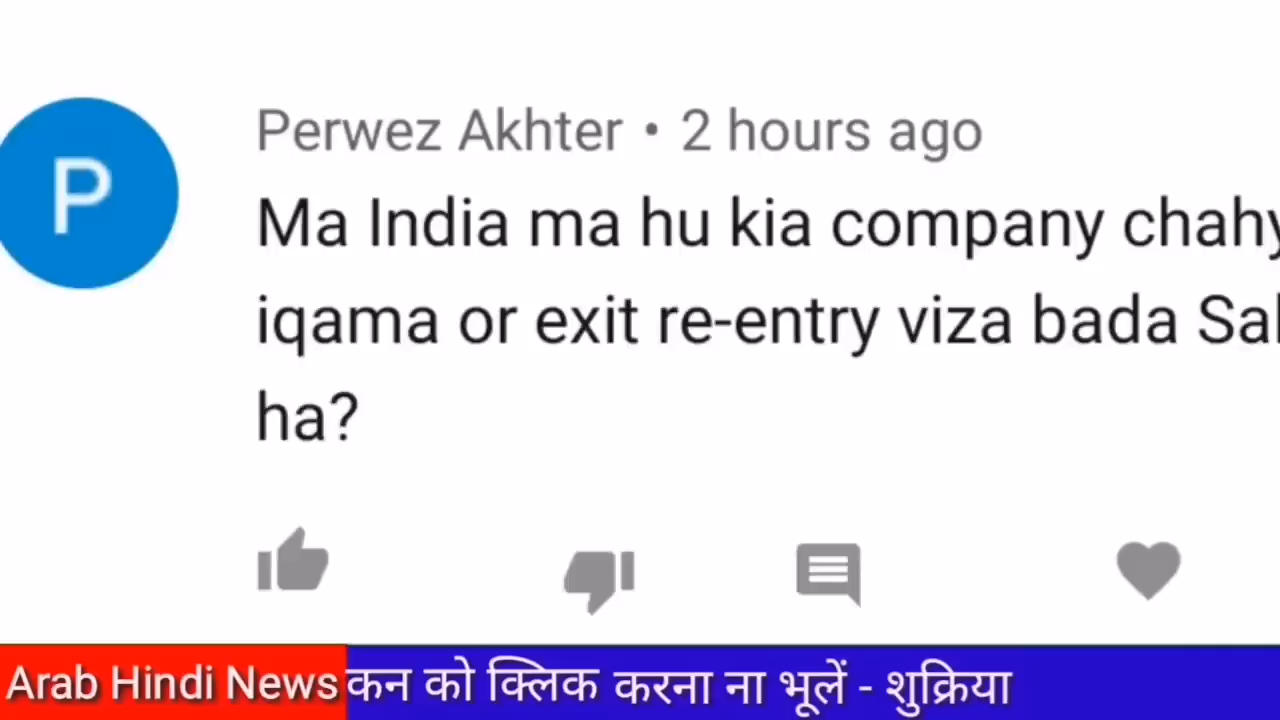 P
Perwez Akhter • 2 hours ago
Ma India ma hu kia company
iqama or exit re-entry viza bada
ha?
Arab Hindi News को क्लिक करना ना भूलें - शुक्रिया